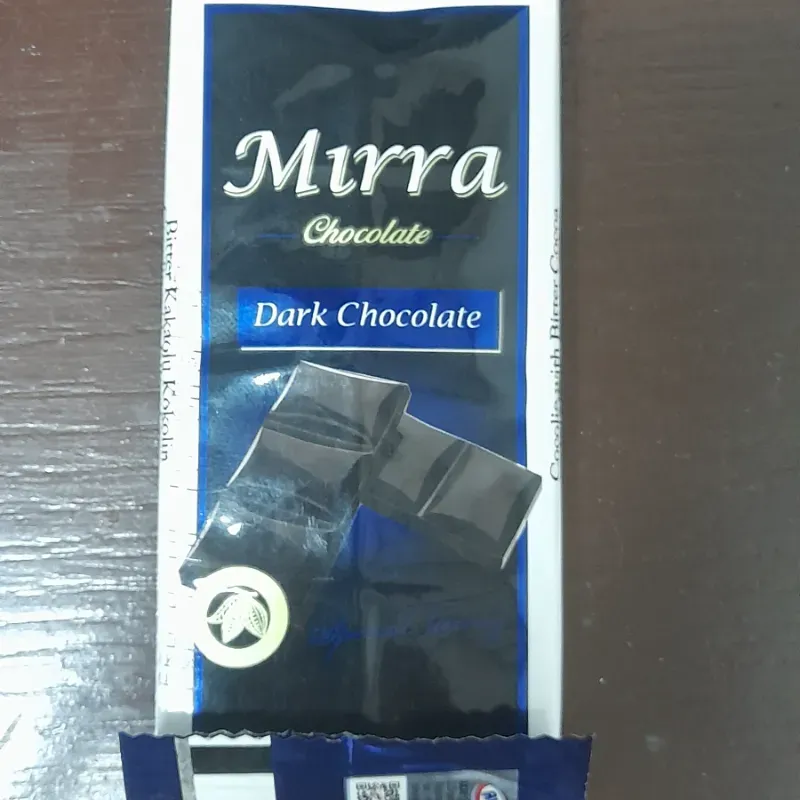 Mırra
Chocolate
Dark Chocolate
Bitter Kakaolu Kokolin
Cocolin with Bitter Cocoa